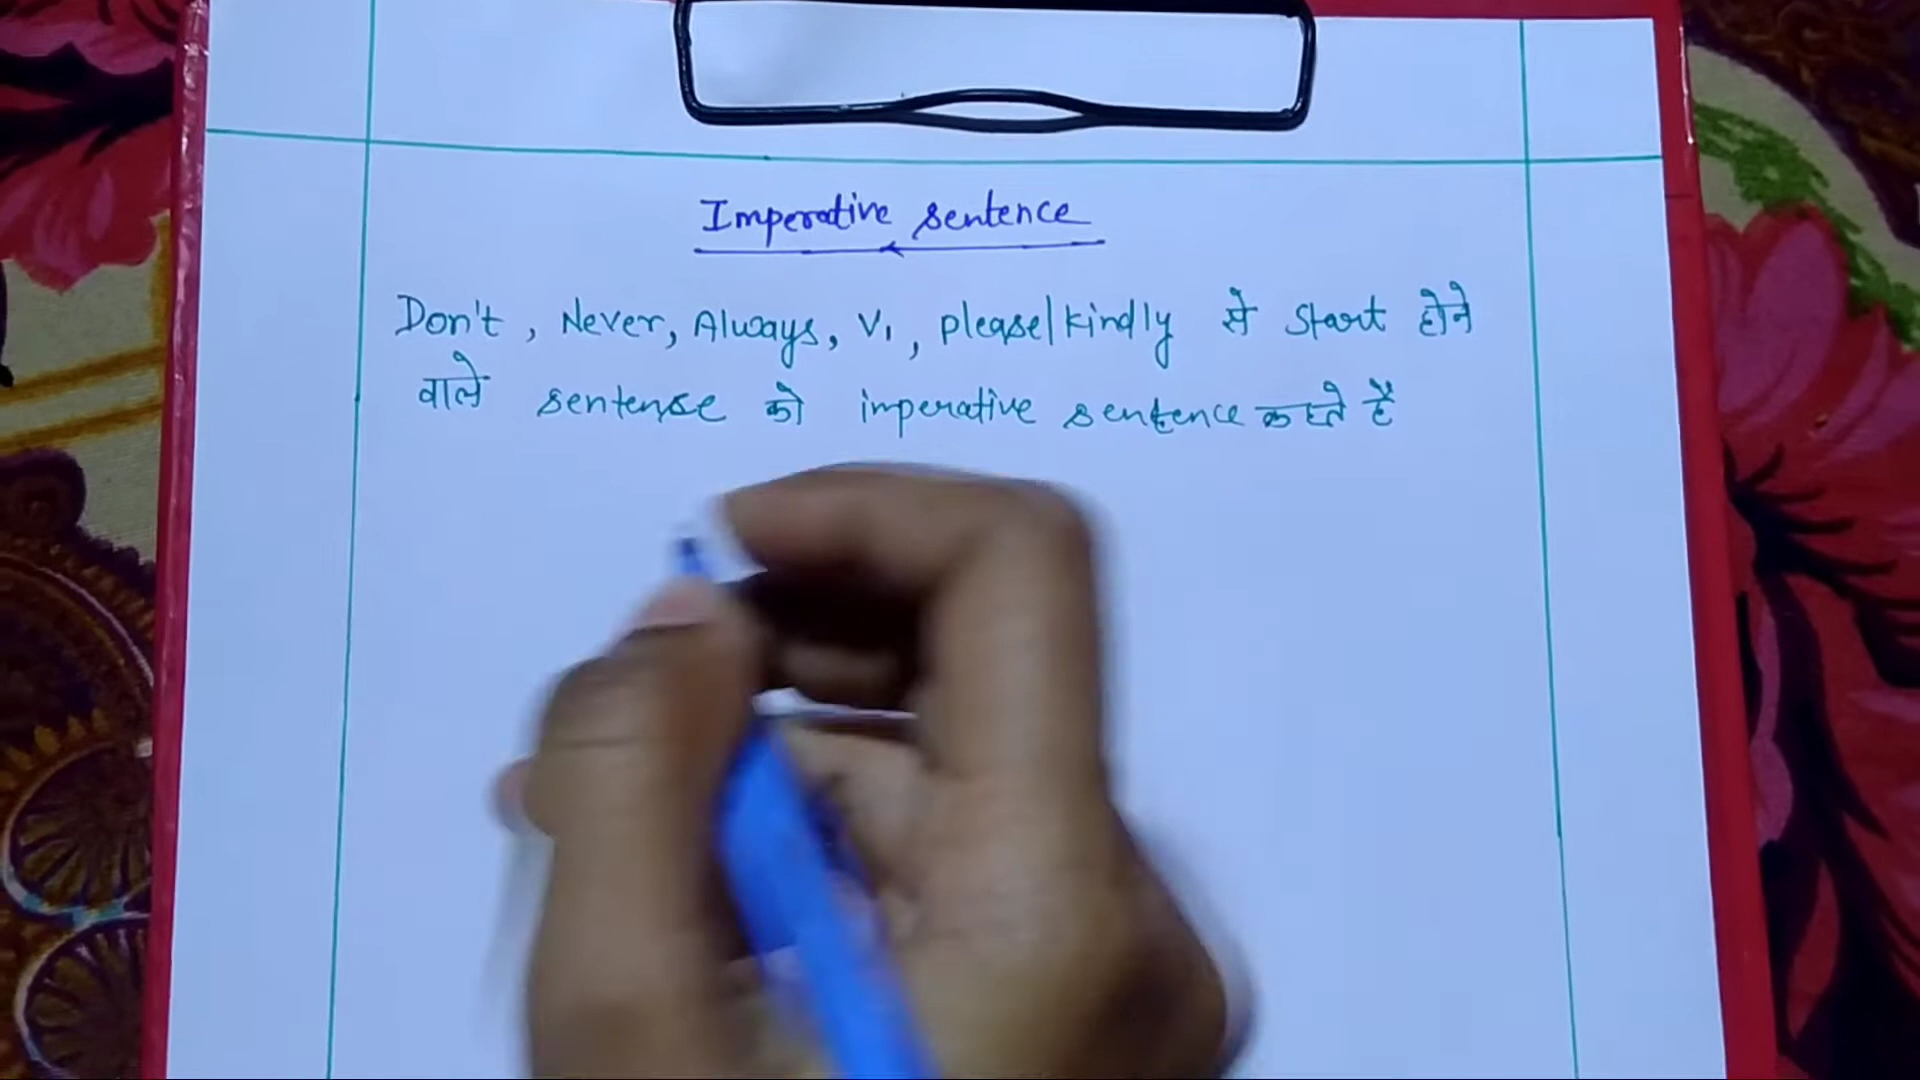 Imperative sentence
Don't, Never, Always, V1, please/kindly से start होने
वाले sentense को imperative sentence कहते हैं